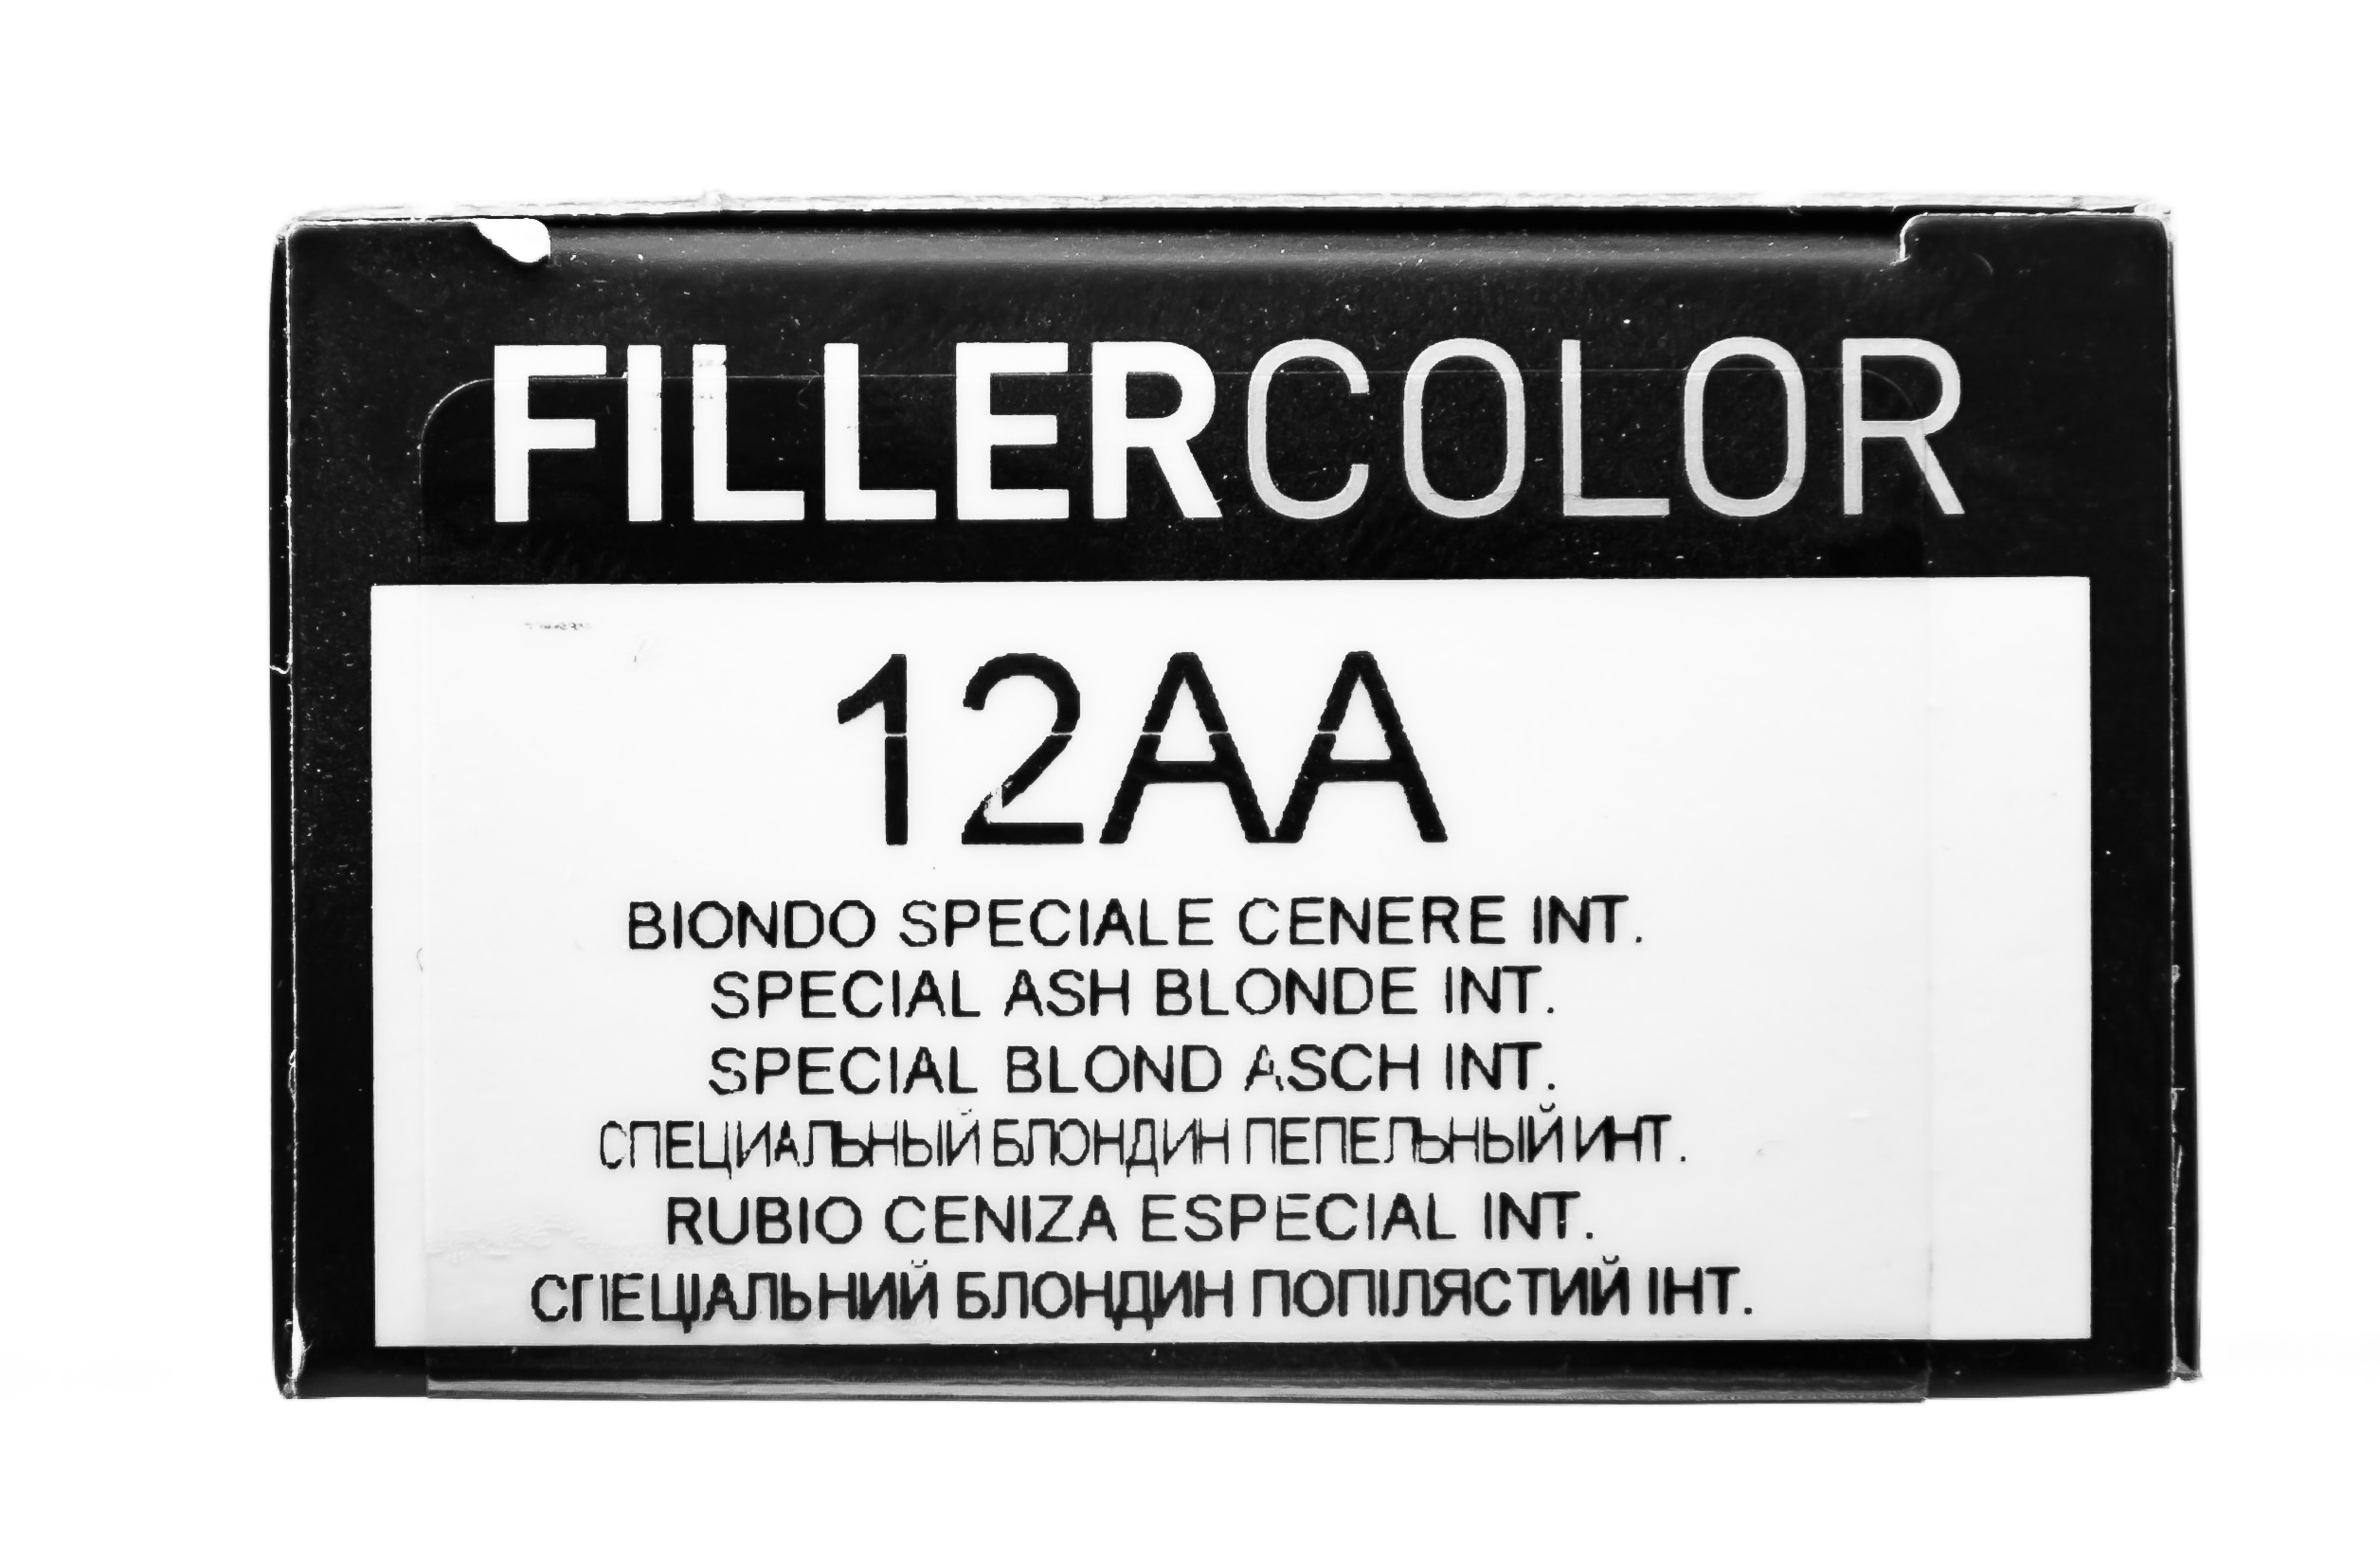 FILLERCOLOR
12AA
BIONDO SPECIALE CENERE INT.
SPECIAL ASH BLONDE INT.
SPECIAL BLOND ASCH INT.
СПЕЦИАЛЬНЫЙ БЛОНДИН ПЕПЕЛЬНЫЙ ИНТ.
RUBIO CENIZA ESPECIAL INT.
СПЕЦІАЛЬНИЙ БЛОНДИН ПОПІЛЯСТИЙ ІНТ.